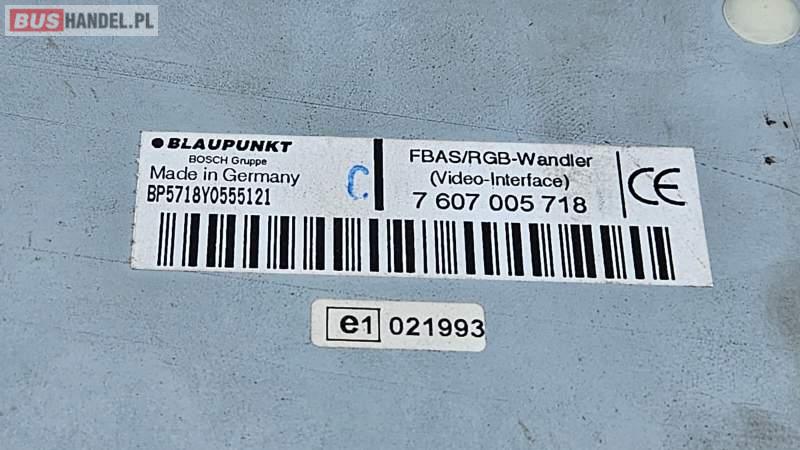 BUSHANDEL.PL
BLAUPUNKT
BOSCH Gruppe
Made in Germany
BP5718Y0555121
C
FBAS/RGB-Wandler
(Video-Interface)
7 607 005 718
CE
e1 021993